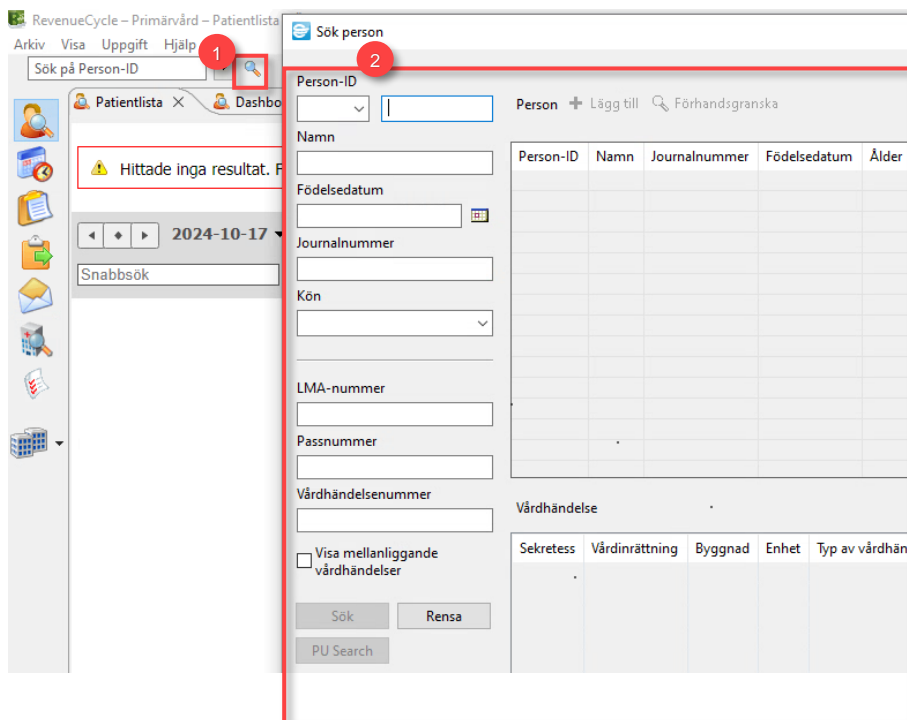 RevenueCycle – Primärvård – Patientlista
Arkiv Visa Uppgift Hjälp
1
Sök på Person-ID
Patientlista
Dashbo
Hittade inga resultat. F
2024-10-17
Snabbsök
Sök person
2
Person-ID
Namn
Födelsedatum
Journalnummer
Kön
LMA-nummer
Passnummer
Vårdhändelsenummer
Visa mellanliggande
vårdhändelser
Sök Rensa
PU Search
Person Lägg till Förhandsgranska
Person-ID Namn Journalnummer Födelsedatum Ålder
Vårdhändelse
Sekretess Vårdinrättning Byggnad Enhet Typ av vårdhän